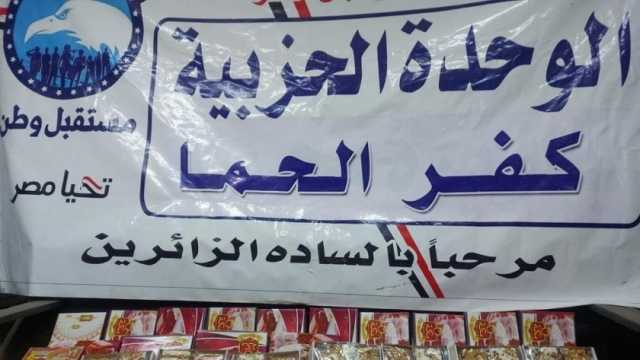 الوحدة الحزبية
كفر الحما
مستقبل وطن
تحيا مصر
مرحباً بالساده الزائرين